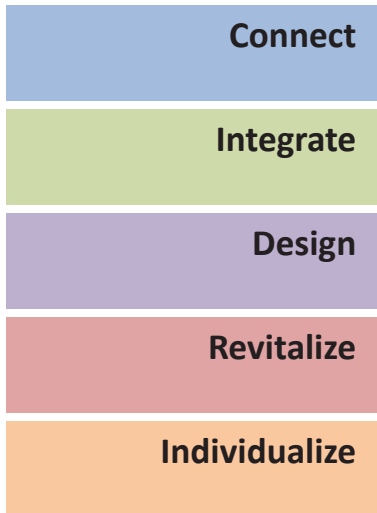 Connect
Integrate
Design
Revitalize
Individualize